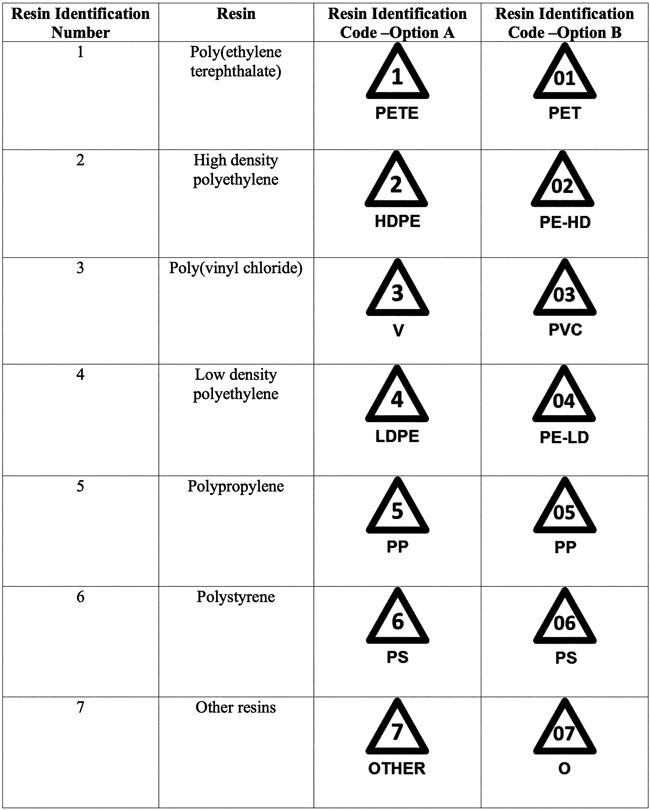 Resin Identification Number
Resin
Resin Identification Code –Option A
Resin Identification Code –Option B
1
Poly(ethylene
terephthalate)
1
PETE
01
PET
2
High density
polyethylene
2
HDPE
02
PE-HD
3
Poly(vinyl chloride)
3
V
03
PVC
4
Low density
polyethylene
4
LDPE
04
PE-LD
5
Polypropylene
5
PP
05
PP
6
Polystyrene
6
PS
06
PS
7
Other resins
7
OTHER
07
O